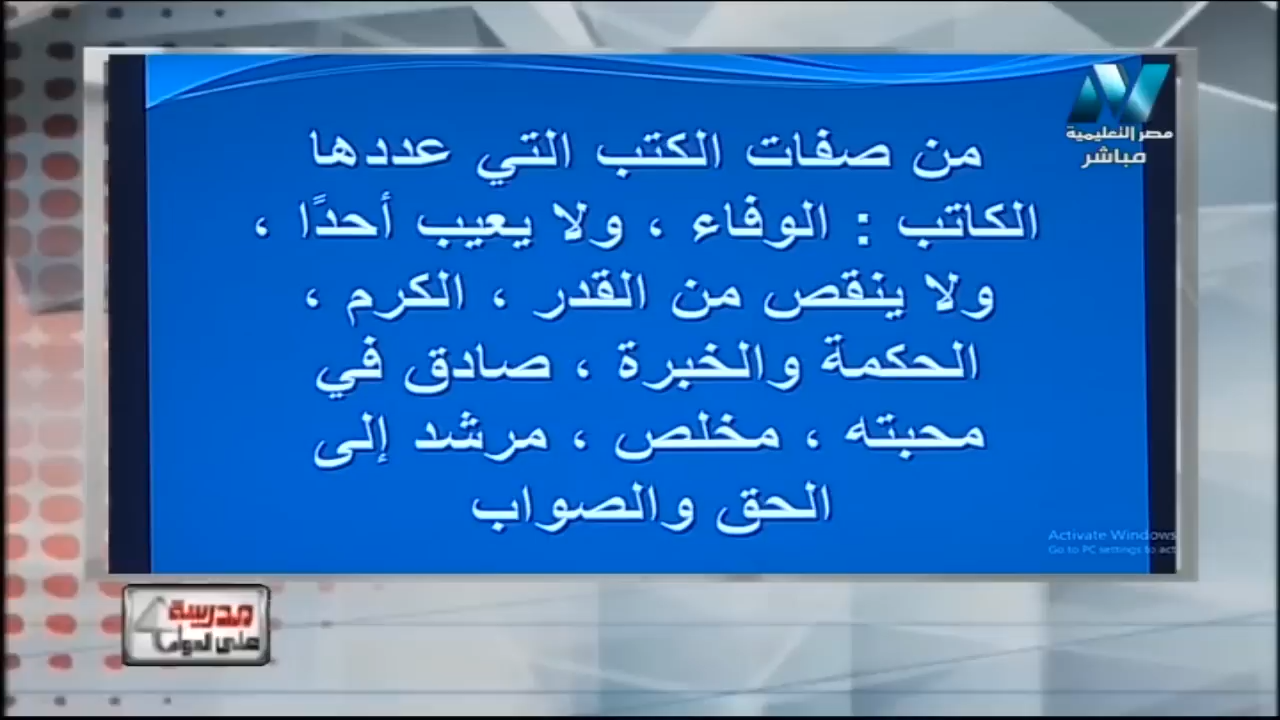 مصر التعليمية
مباشر
من صفات الكتب التي عددها
الكاتب : الوفاء ، ولا يعيب أحدًا ،
ولا ينقص من القدر ، الكرم ،
الحكمة والخبرة ، صادق في
محبته ، مخلص ، مرشد إلى
الحق والصواب
Activate Windows
Go to PC settings to act
مدرسة
على الهواء